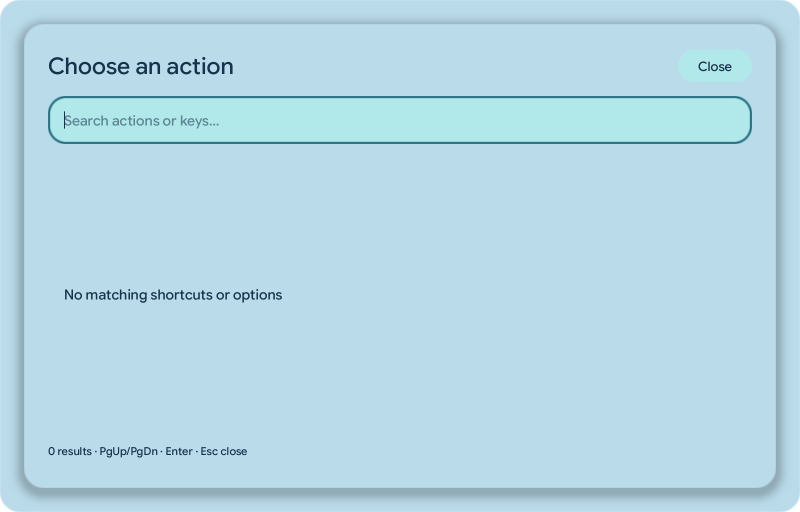 Choose an action
Close
Search actions or keys...
No matching shortcuts or options
0 results · PgUp/PgDn · Enter · Esc close